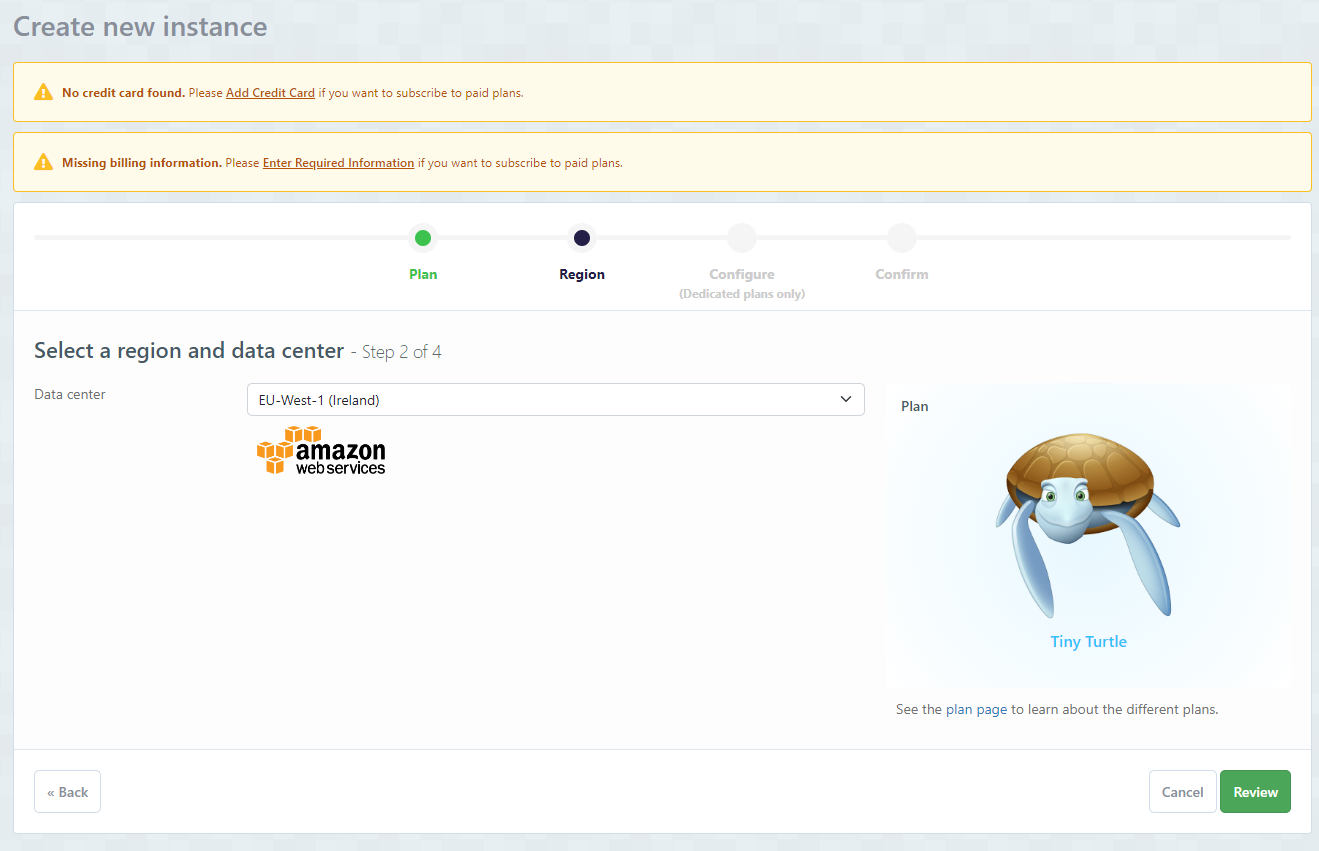 Create new instance
No credit card found. Please Add Credit Card if you want to subscribe to paid plans.
Missing billing information. Please Enter Required Information if you want to subscribe to paid plans.
Plan
Region
Configure
(Dedicated plans only)
Confirm
Select a region and data center - Step 2 of 4
Data center
EU-West-1 (Ireland)
amazon
web services
Plan
Tiny Turtle
See the plan page to learn about the different plans.
« Back
Cancel
Review